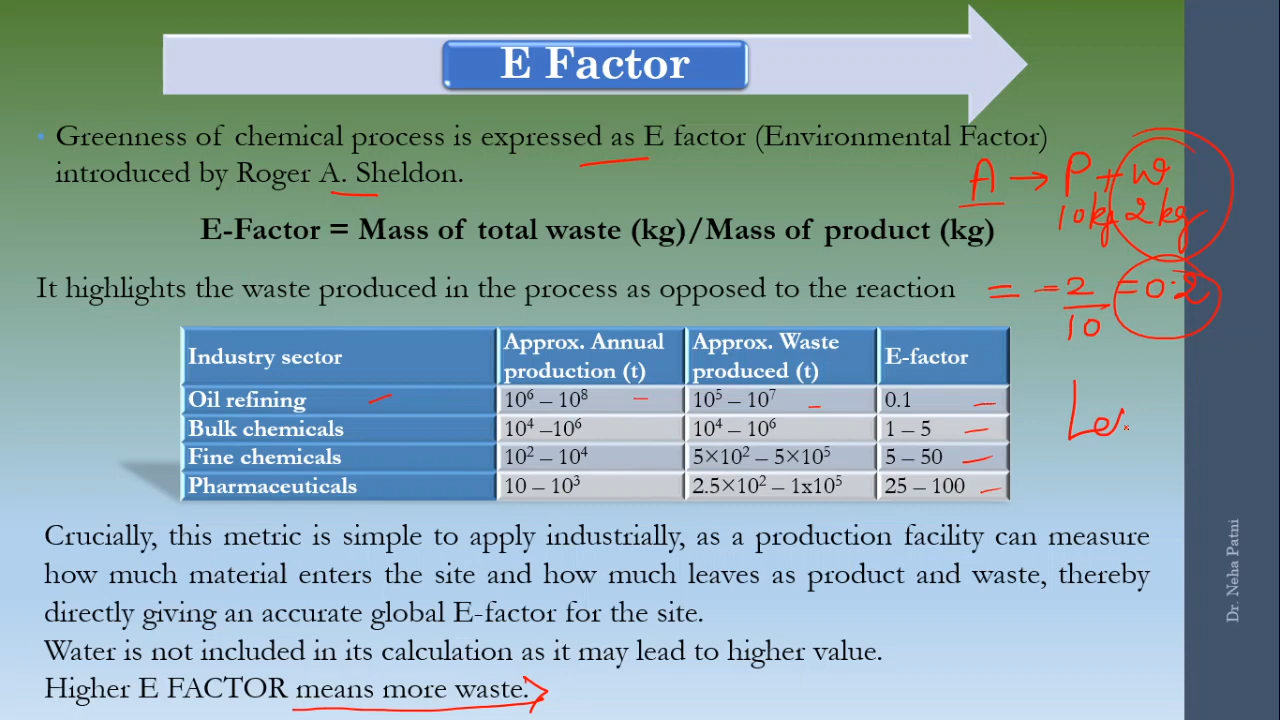 E Factor
• Greenness of chemical process is expressed as E factor (Environmental Factor)
introduced by Roger A. Sheldon.
E-Factor = Mass of total waste (kg)/Mass of product (kg)
It highlights the waste produced in the process as opposed to the reaction
A → P + W
10kg 2kg
= - 2/10 = 0.2
Industry sector Approx. Annual production (t) Approx. Waste produced (t) E-factor
Oil refining 10⁶ – 10⁸ 10⁵ – 10⁷ 0.1
Bulk chemicals 10⁴ –10⁶ 10⁴ – 10⁶ 1 – 5
Fine chemicals 10² – 10⁴ 5×10² – 5×10⁵ 5 – 50
Pharmaceuticals 10 – 10³ 2.5×10² – 1x10⁵ 25 – 100
Crucially, this metric is simple to apply industrially, as a production facility can measure
how much material enters the site and how much leaves as product and waste, thereby
directly giving an accurate global E-factor for the site.
Water is not included in its calculation as it may lead to higher value.
Higher E FACTOR means more waste.
Dr. Neha Patni